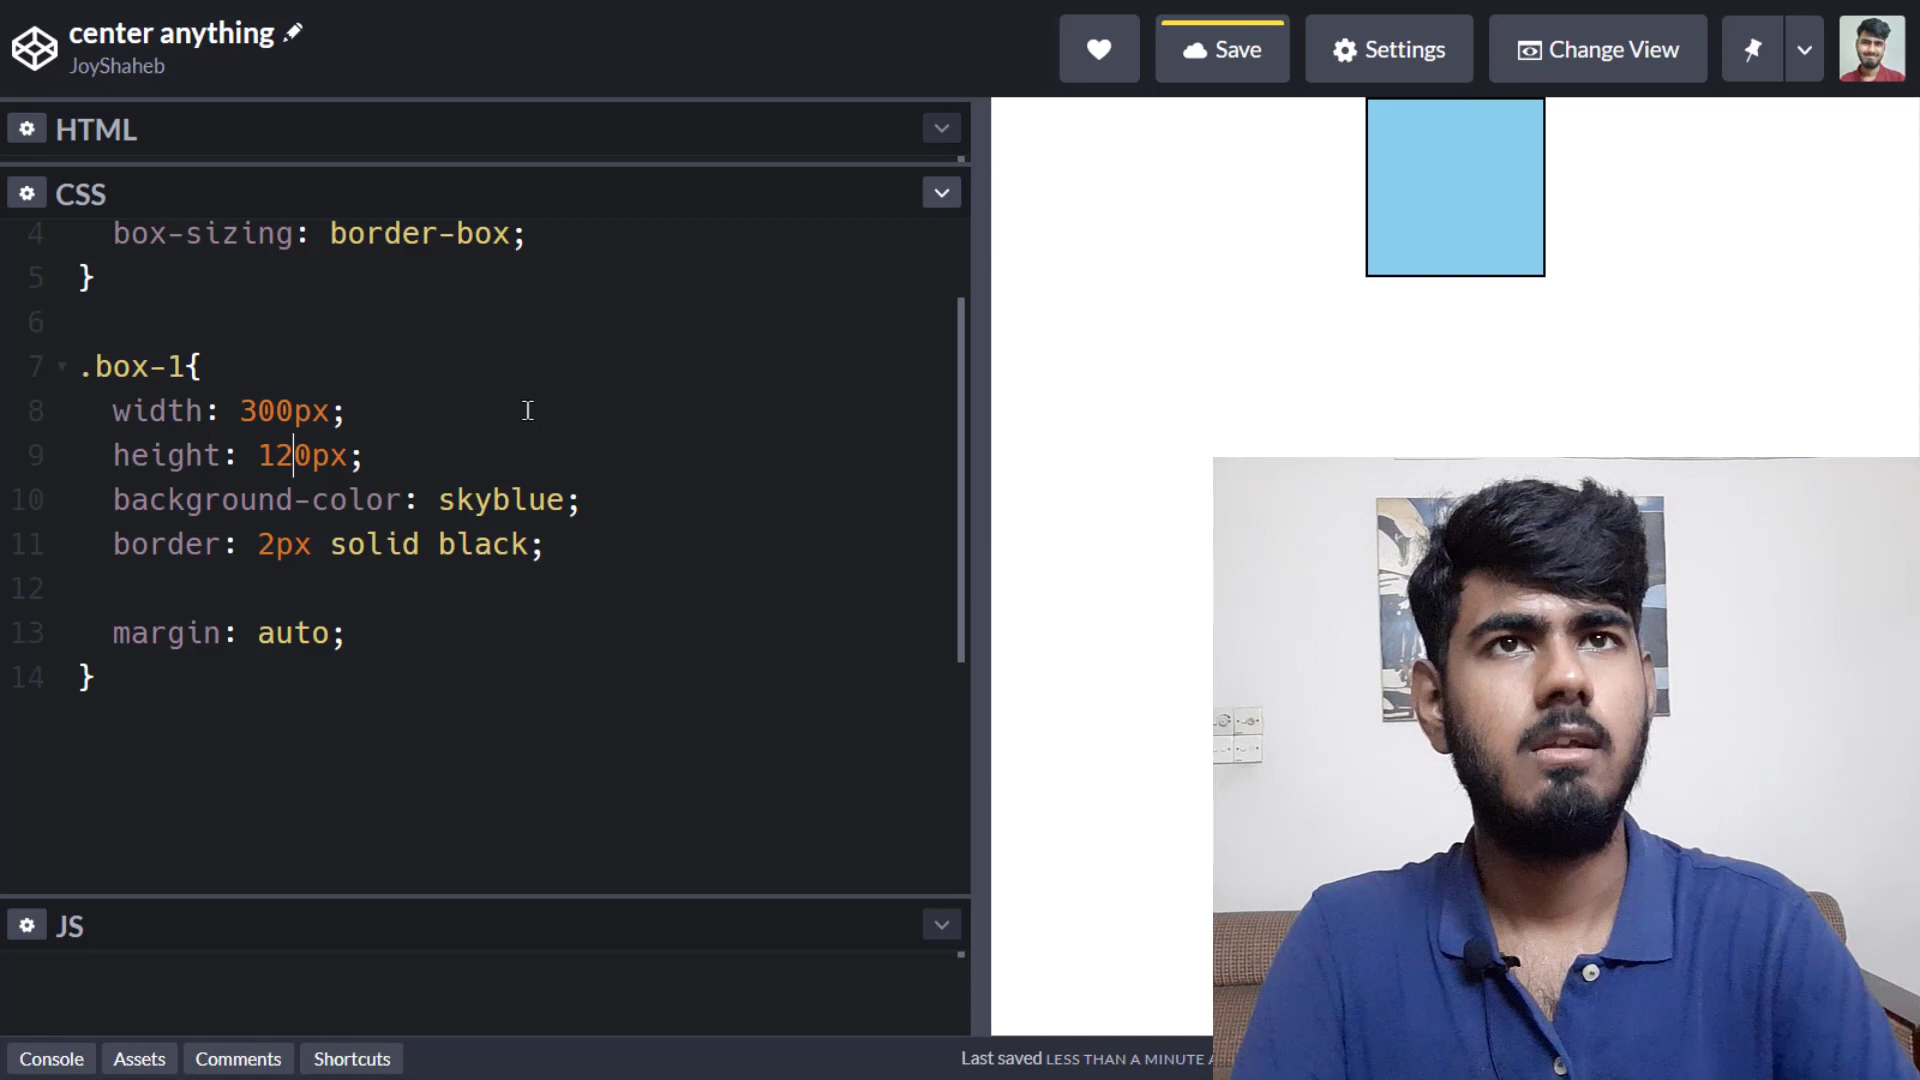 center anything
JoyShaheb
Save
Settings
Change View
HTML
CSS
4 box-sizing: border-box;
5 }
6
7 .box-1{
8 width: 300px;
9 height: 120px;
10 background-color: skyblue;
11 border: 2px solid black;
12
13 margin: auto;
14 }
JS
Console
Assets
Comments
Shortcuts
Last saved LESS THAN A MINUTE